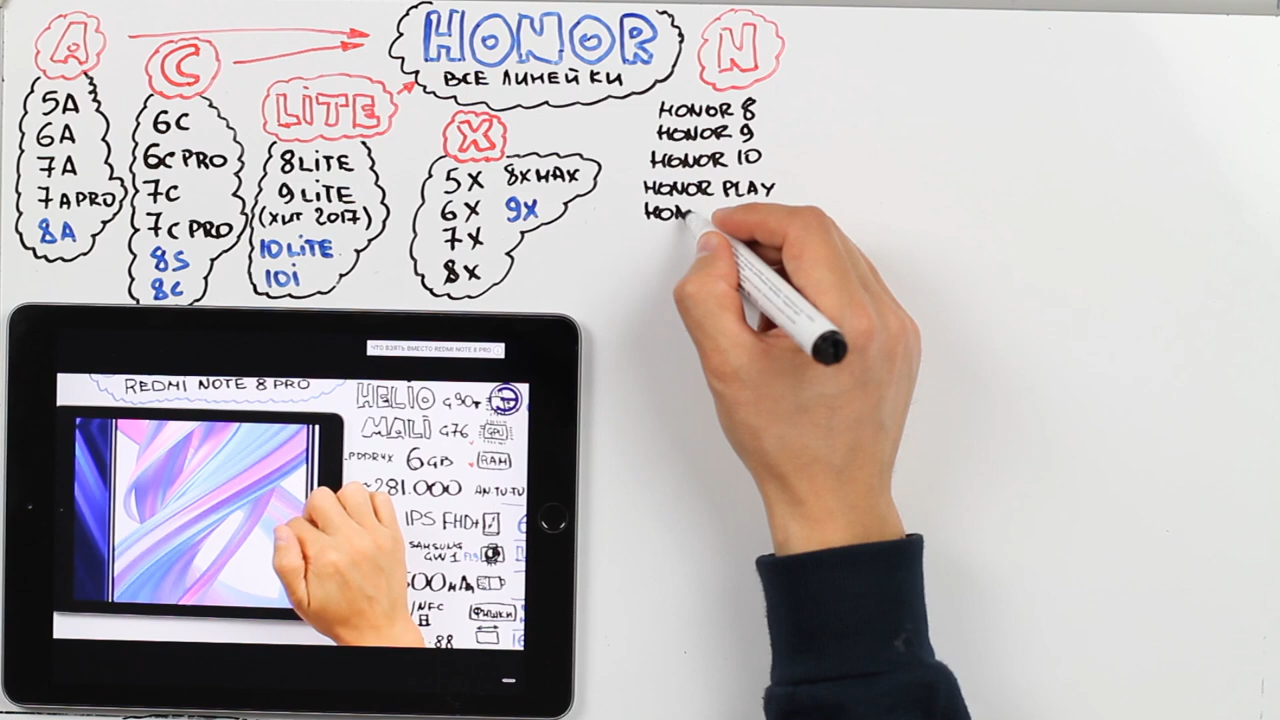 A
5A
6A
7A
7A PRO
8A
C
6C
6C PRO
7C
7C PRO
8S
8C
LITE
8 LITE
9 LITE
10 LITE
10i
HONOR
ВСЕ ЛИНЕЙКИ
X
5X
6X
7X
8X
8X MAX
9X
N
HONOR 8
HONOR 9
HONOR 10
HONOR PLAY
HON
ЧТО ВЗЯТЬ ВМЕСТО REDMI NOTE 8 PRO
REDMI NOTE 8 PRO
HELIO G90T
MALI G76 GPU
6GB RAM
281.000 AN.TU.TU
IPS FHD+
SAMSUNG
GW1
00мА
/NFC ФИШКИ
.88